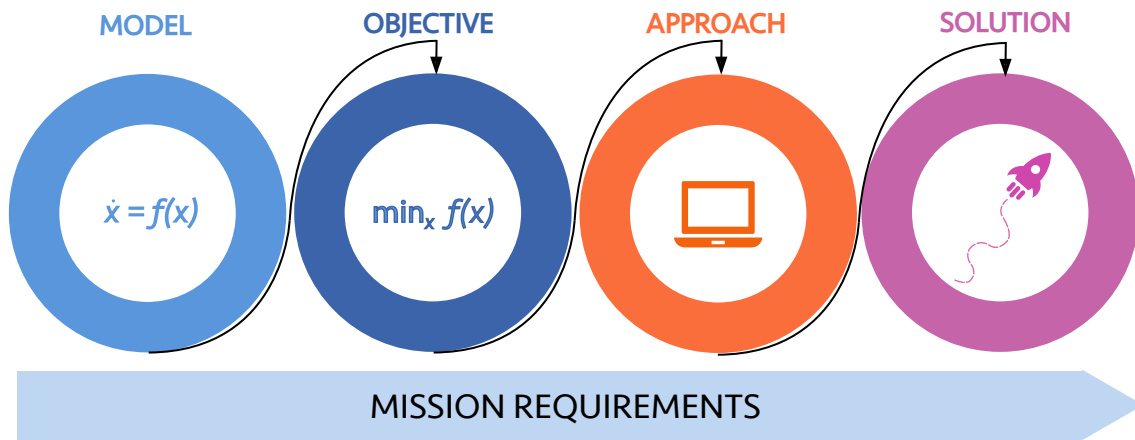 MODEL
OBJECTIVE
APPROACH
SOLUTION
ẋ = f(x)
minₓ f(x)
MISSION REQUIREMENTS